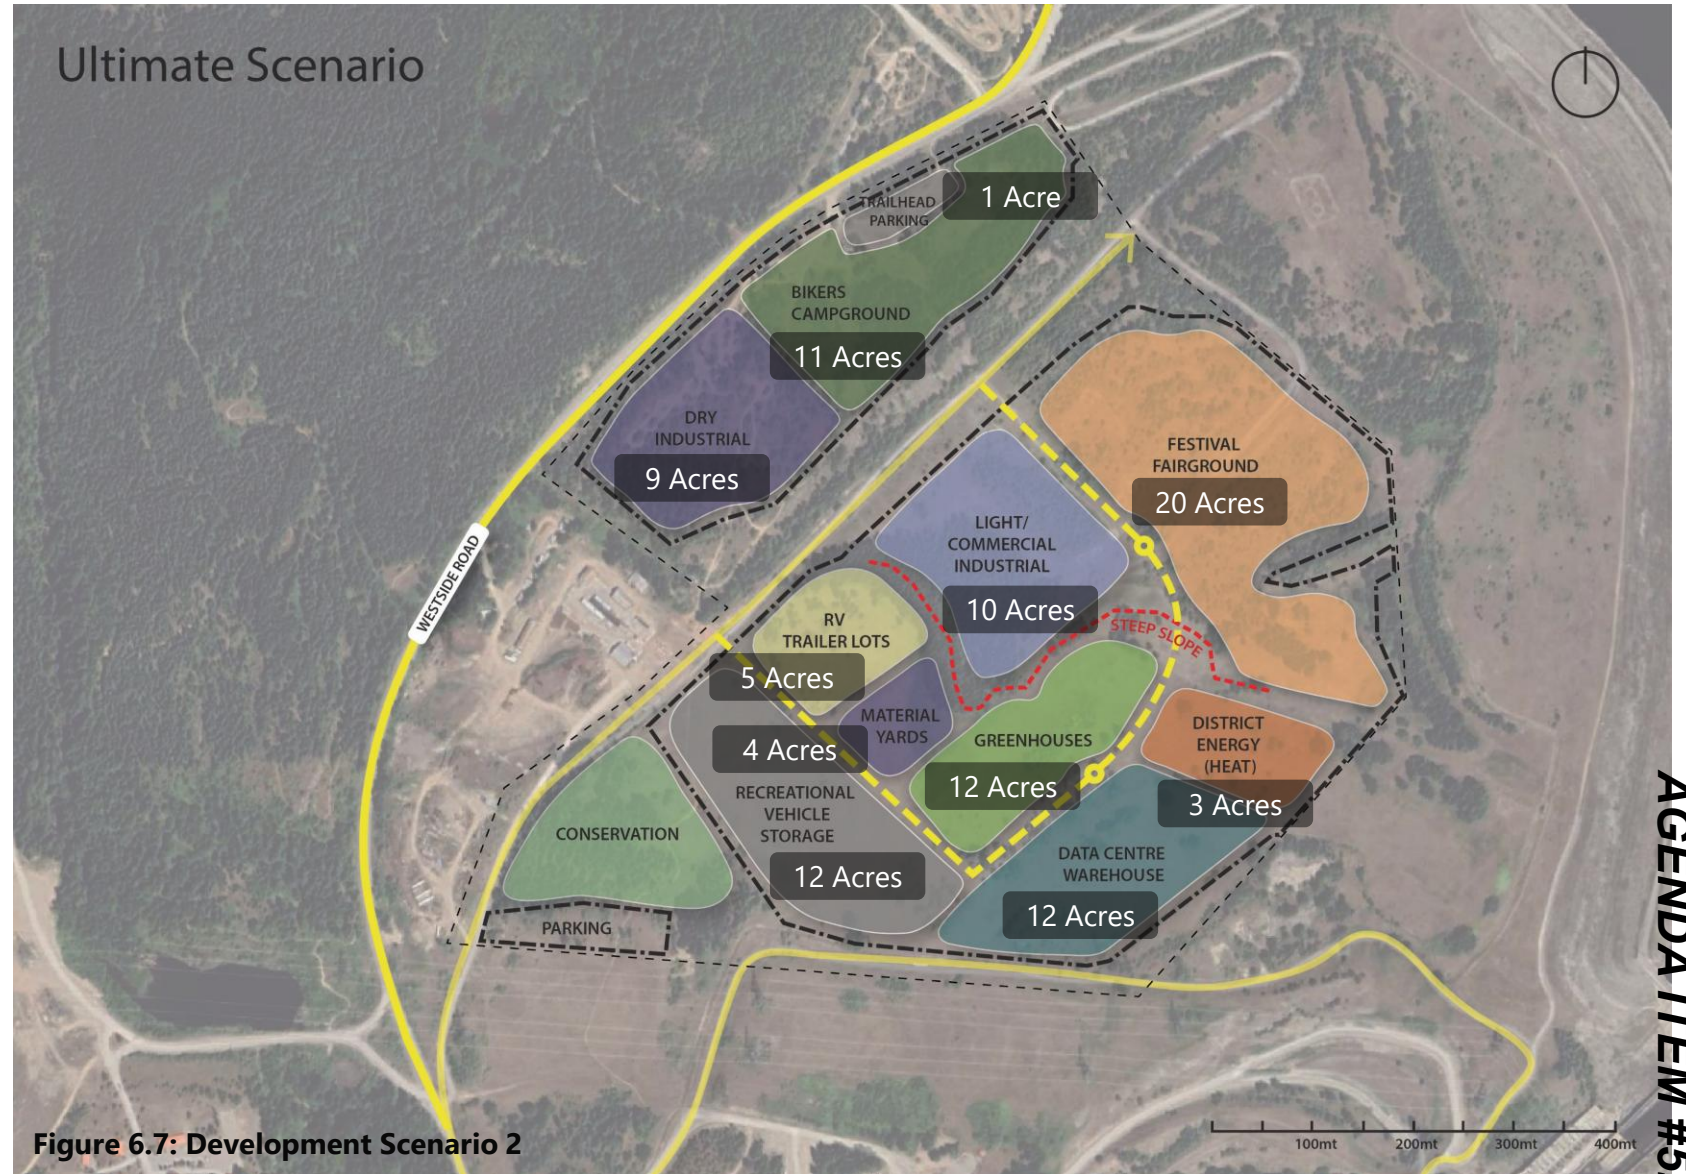 Ultimate Scenario
TRAILHEAD
PARKING
1 Acre
BIKERS
CAMPGROUND
11 Acres
DRY
INDUSTRIAL
9 Acres
FESTIVAL
FAIRGROUND
20 Acres
LIGHT/
COMMERCIAL
INDUSTRIAL
10 Acres
WESTSIDE ROAD
RV
TRAILER LOTS
5 Acres
STEEP SLOPE
MATERIAL
YARDS
4 Acres
GREENHOUSES
12 Acres
DISTRICT
ENERGY
(HEAT)
3 Acres
RECREATIONAL
VEHICLE
STORAGE
12 Acres
CONSERVATION
DATA CENTRE
WAREHOUSE
12 Acres
PARKING
AGENDA ITEM #5
100mt 200mt 300mt 400mt
Figure 6.7: Development Scenario 2